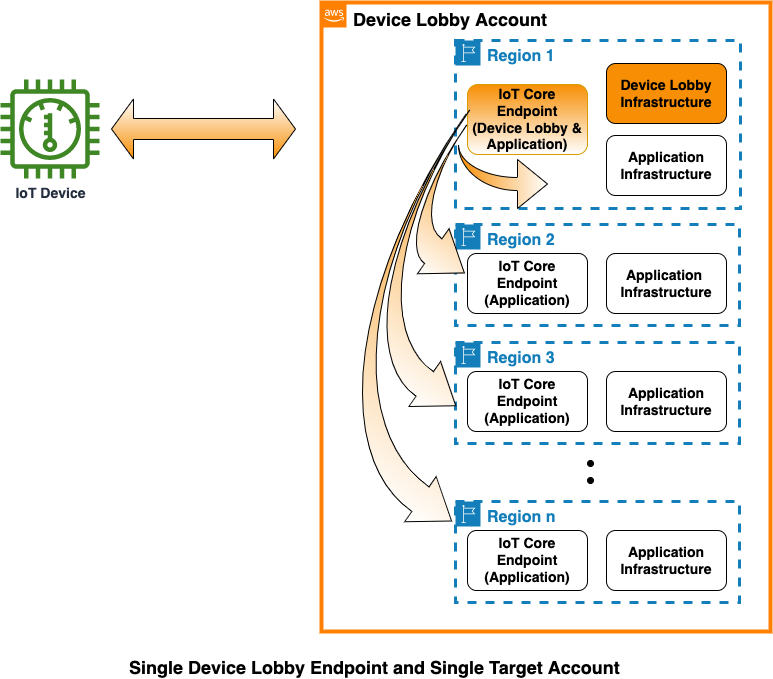 aws
Device Lobby Account
Region 1
IoT Core
Endpoint
(Device Lobby &
Application)
Device Lobby
Infrastructure
Application
Infrastructure
IoT Device
Region 2
IoT Core
Endpoint
(Application)
Application
Infrastructure
Region 3
IoT Core
Endpoint
(Application)
Application
Infrastructure
Region n
IoT Core
Endpoint
(Application)
Application
Infrastructure
Single Device Lobby Endpoint and Single Target Account